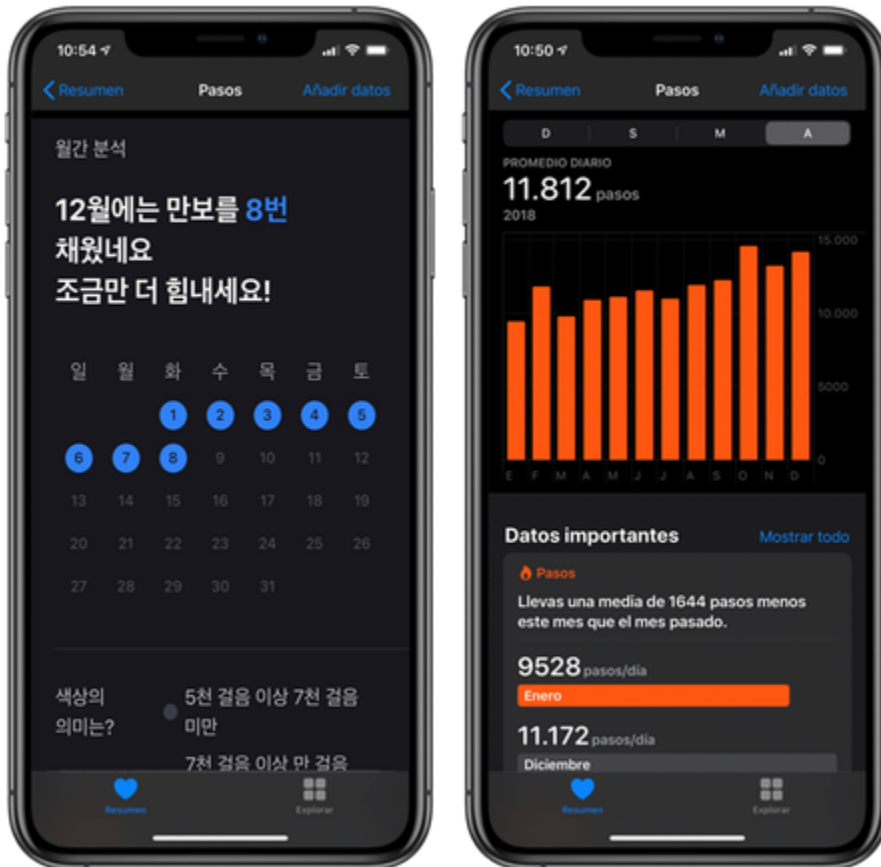 10:54
Resumen Pasos Añadir datos
월간 분석
12월에는 만보를 8번
채웠네요
조금만 더 힘내세요!
일 월 화 수 목 금 토
1 2 3 4 5
6 7 8 9 10 11 12
13 14 15 16 17 18 19
20 21 22 23 24 25 26
27 28 29 30 31
색상의
의미는?
5천 걸음 이상 7천 걸음
미만
7천 걸음 이상 만 걸음
Resumen Explorar
10:50
Resumen Pasos Añadir datos
D S M A
PROMEDIO DIARIO
11.812 pasos
2018
15.000
10.000
5000
0
E F M A M J J A S O N D
Datos importantes Mostrar todo
Pasos
Llevas una media de 1644 pasos menos
este mes que el mes pasado.
9528 pasos/día
Enero
11.172 pasos/día
Diciembre
Resumen Explorar